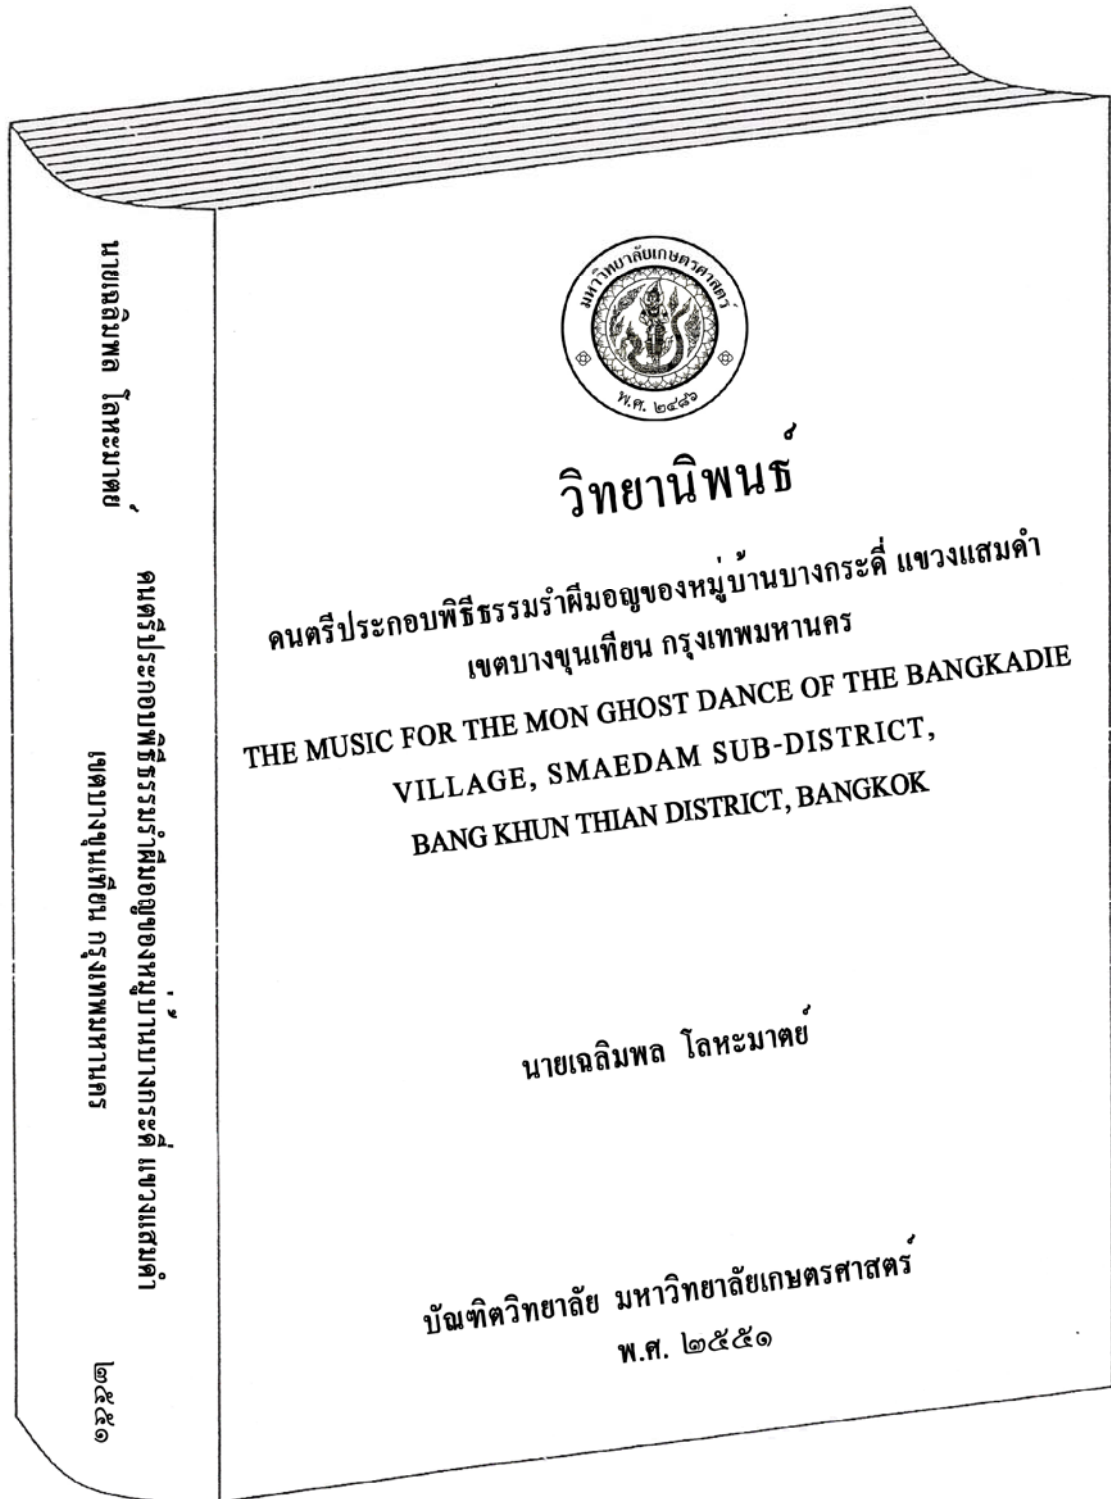 มหาวิทยาลัยเกษตรศาสตร์
พ.ศ. ๒๔๘๖
วิทยานิพนธ์
ดนตรีประกอบพิธีธรรมรำผีมอญของหมู่บ้านบางกระดี่ แขวงแสมดำ
เขตบางขุนเทียน กรุงเทพมหานคร
THE MUSIC FOR THE MON GHOST DANCE OF THE BANGKADIE
VILLAGE, SMAEDAM SUB-DISTRICT,
BANG KHUN THIAN DISTRICT, BANGKOK
นายเฉลิมพล โลหะมาตย์
บัณฑิตวิทยาลัย มหาวิทยาลัยเกษตรศาสตร์
พ.ศ. ๒๕๕๑
นายเฉลิมพล โลหะมาตย์
ดนตรีประกอบพิธีธรรมรำผีมอญของหมู่บ้านบางกระดี่ แขวงแสมดำ
เขตบางขุนเทียน กรุงเทพมหานคร
๒๕๕๑